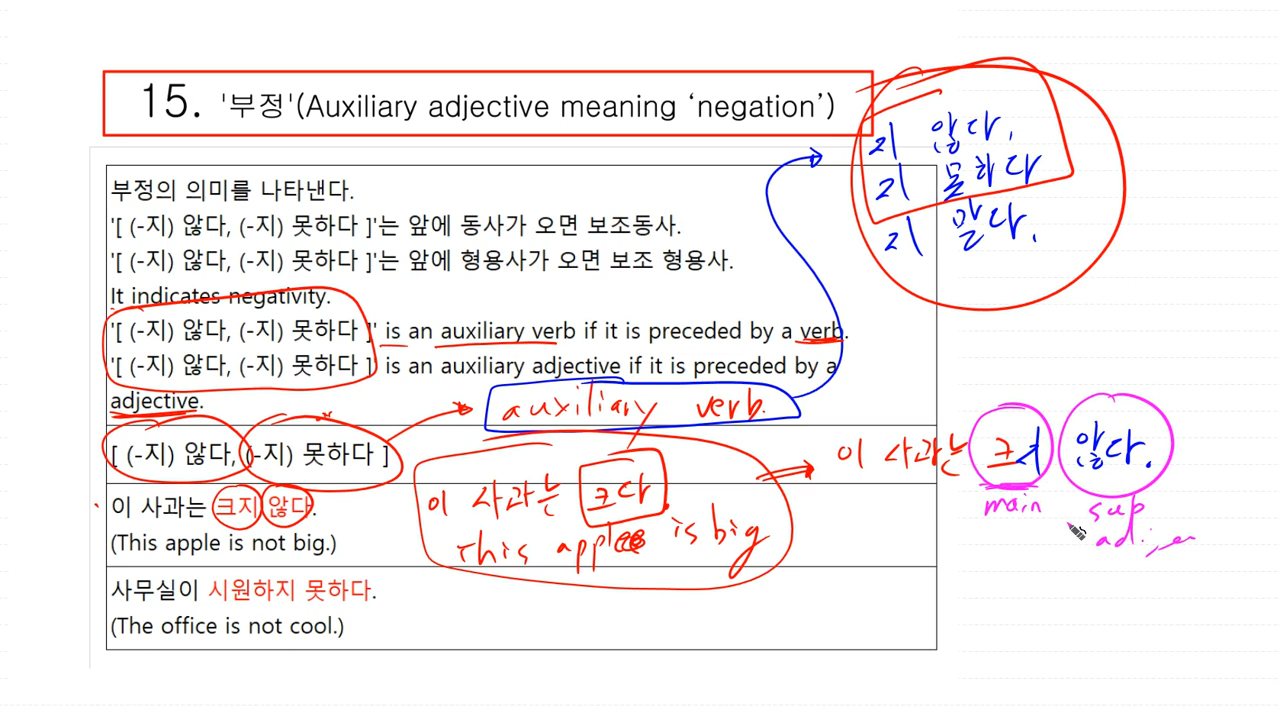 15. '부정'(Auxiliary adjective meaning ‘negation’)
지 않다.
지 못하다
지 말다.
부정의 의미를 나타낸다.
'[ (-지) 않다, (-지) 못하다 ]'는 앞에 동사가 오면 보조동사.
'[ (-지) 않다, (-지) 못하다 ]'는 앞에 형용사가 오면 보조 형용사.
It indicates negativity.
'[ (-지) 않다, (-지) 못하다 ]' is an auxiliary verb if it is preceded by a verb.
'[ (-지) 않다, (-지) 못하다 ]' is an auxiliary adjective if it is preceded by a
adjective.
auxiliary verb.
[ (-지) 않다, (-지) 못하다 ]
이 사과는 크다.
This apple is big
이 사과는 크지 않다.
main
sup
ad.
이 사과는 크지 않다.
(This apple is not big.)
사무실이 시원하지 못하다.
(The office is not cool.)